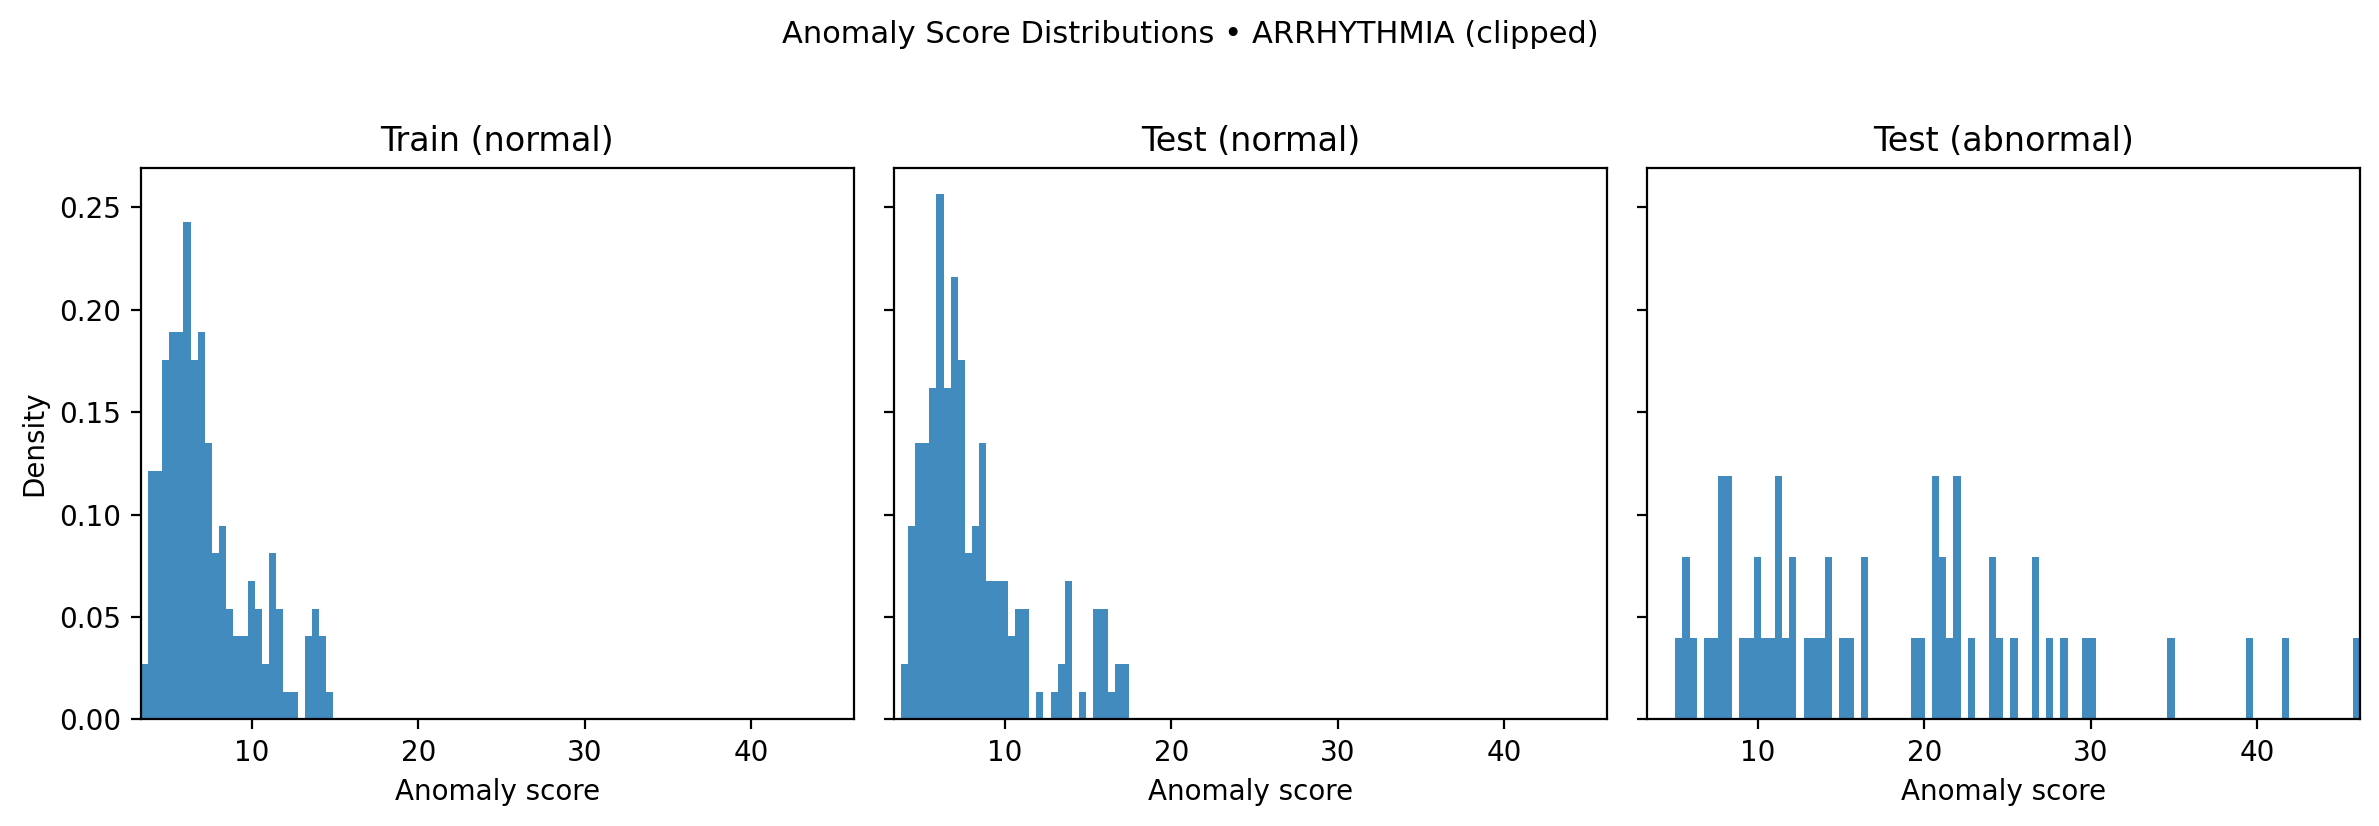 Anomaly Score Distributions • ARRHYTHMIA (clipped)
Train (normal)
Test (normal)
Test (abnormal)
Density
0.25
0.20
0.15
0.10
0.05
0.00
10 20 30 40
10 20 30 40
10 20 30 40
Anomaly score
Anomaly score
Anomaly score